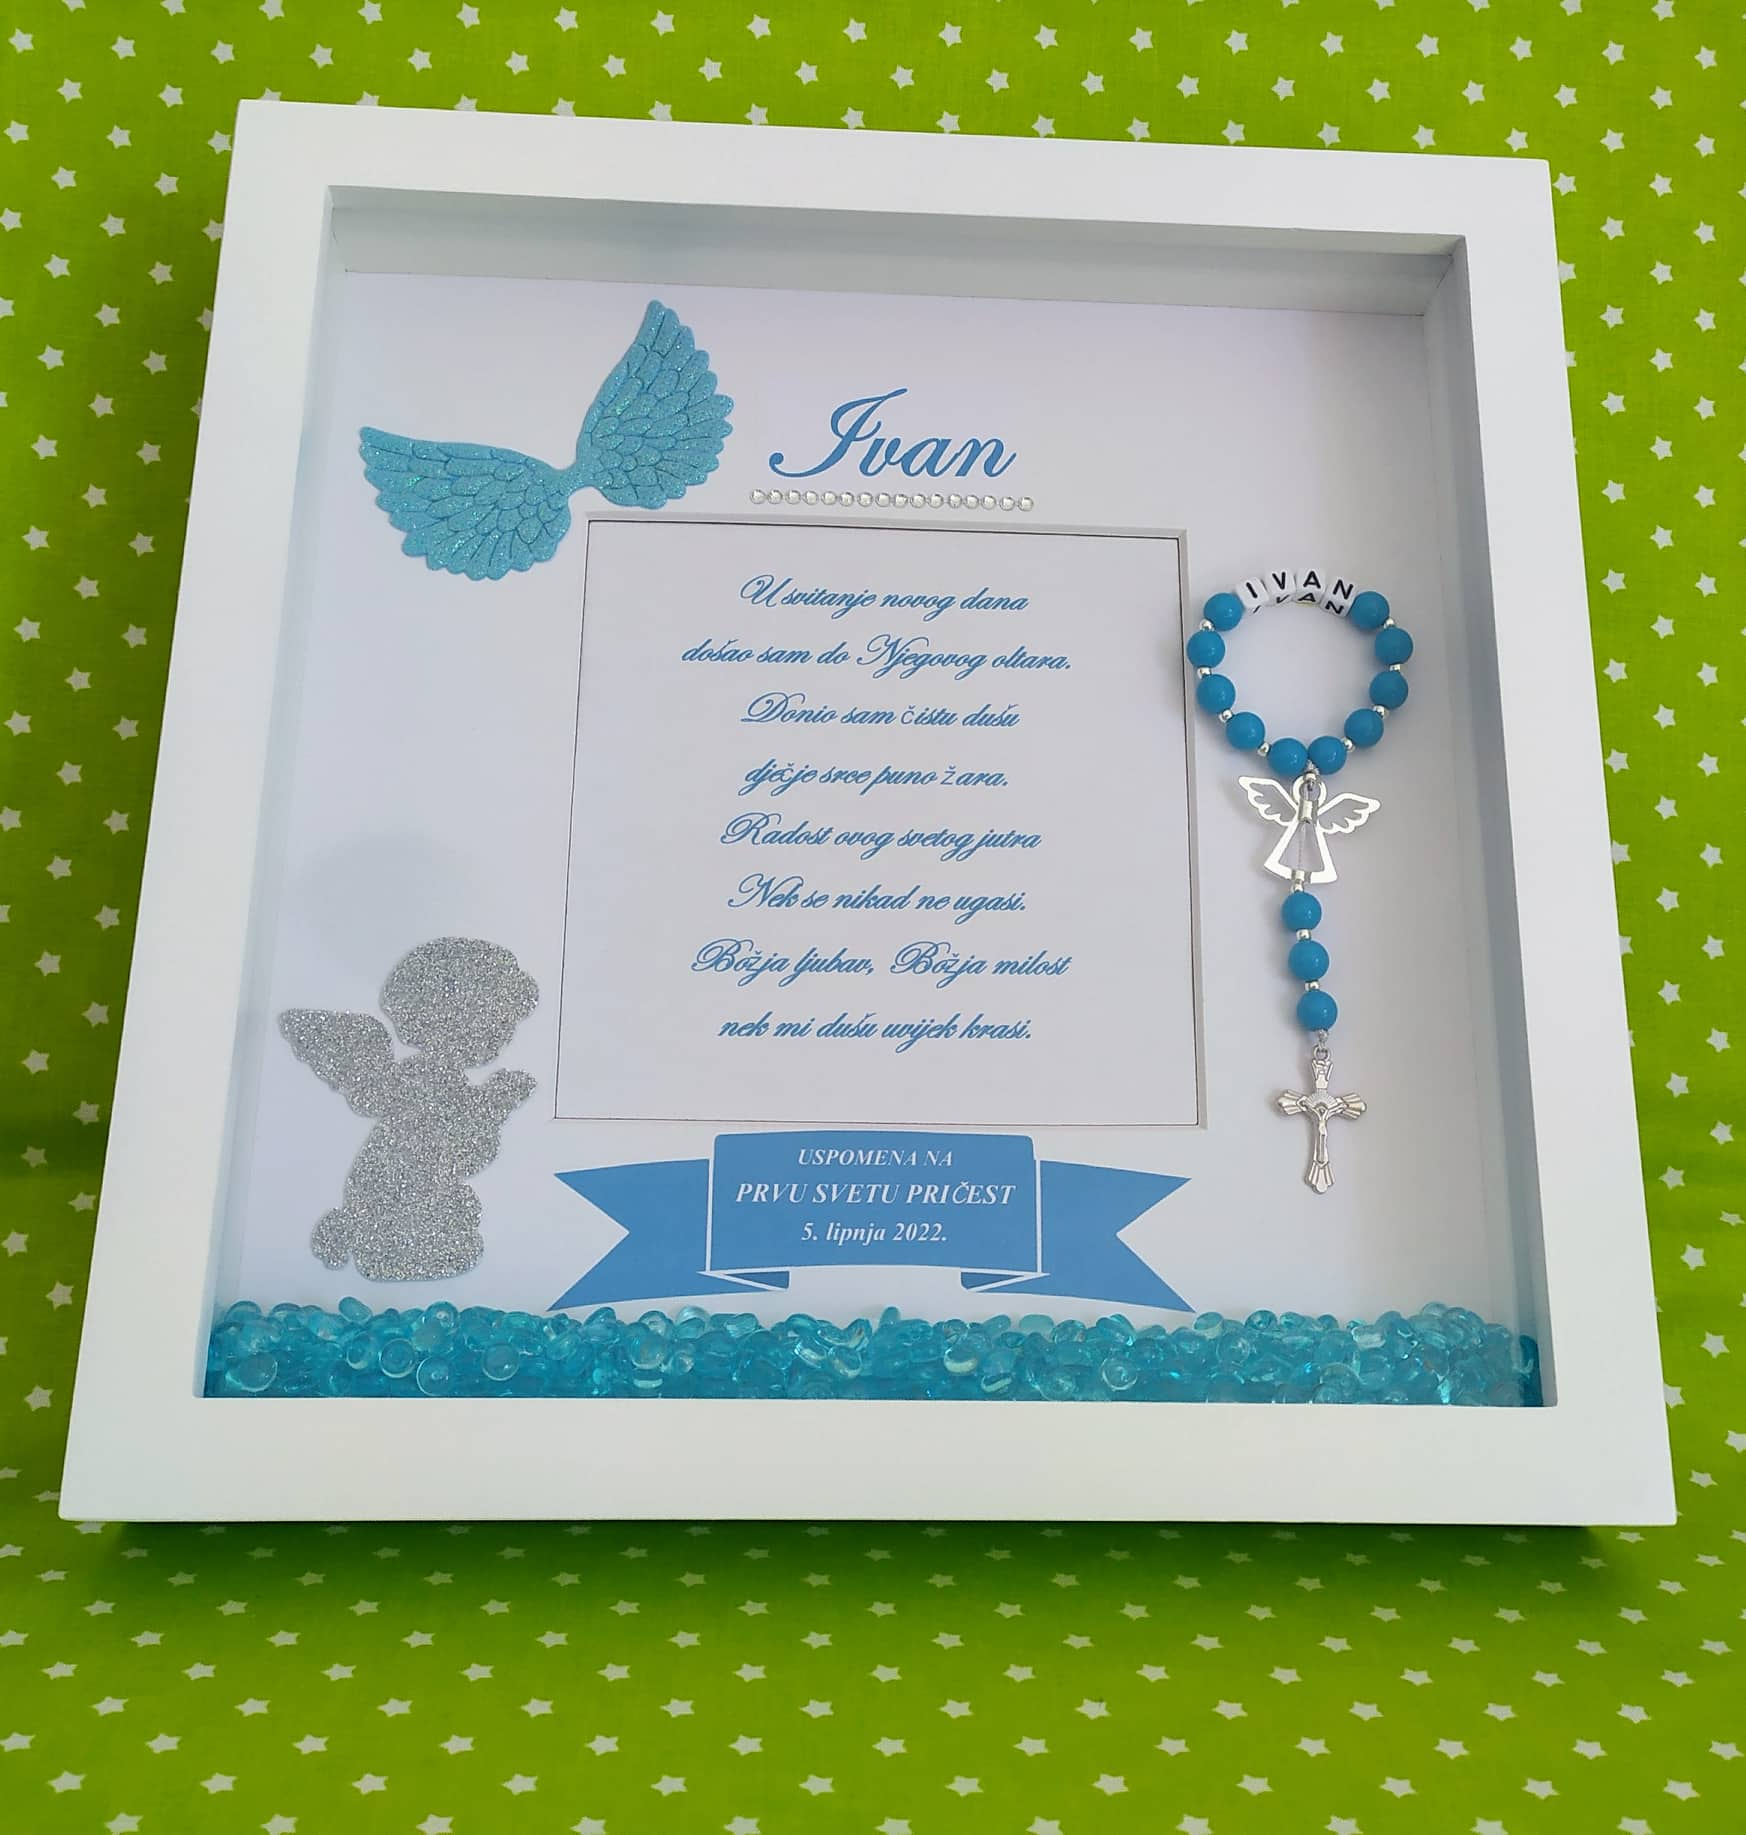 Ivan
U svitanje novog dana
došao sam do Njegovog oltara.
Donio sam čistu dušu
dječje srce puno žara.
Radost ovog svetog jutra
Nek se nikad ne ugasi.
Božja ljubav, Božja milost
nek mi dušu uvijek krasi.
IVAN
USPOMENA NA
PRVU SVETU PRIČEST
5. lipnja 2022.